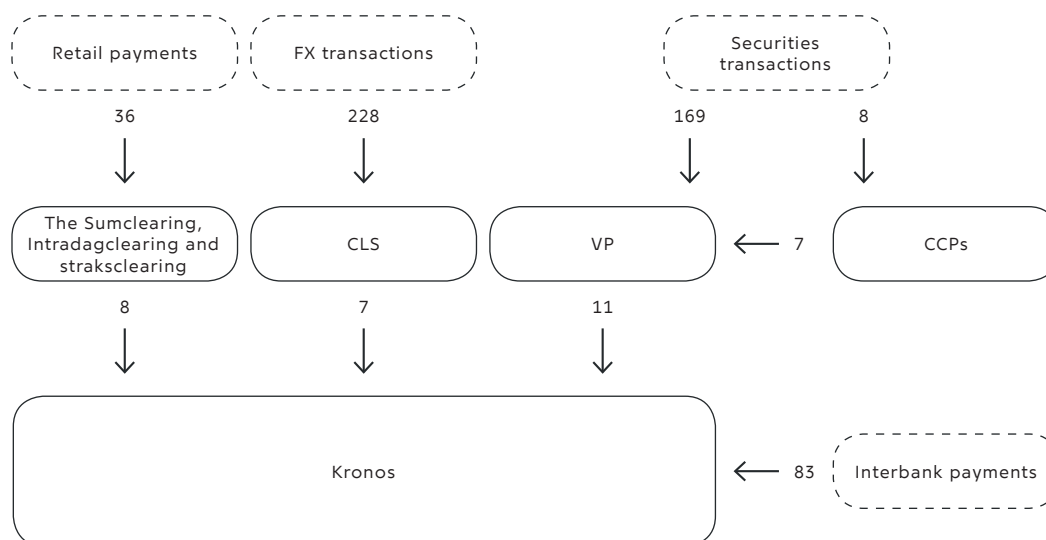 Retail payments
FX transactions
Securities
transactions
36
228
169
8
The Sumclearing,
Intradagclearing and
straksclearing
CLS
VP
7
CCPs
8
7
11
Kronos
83
Interbank payments